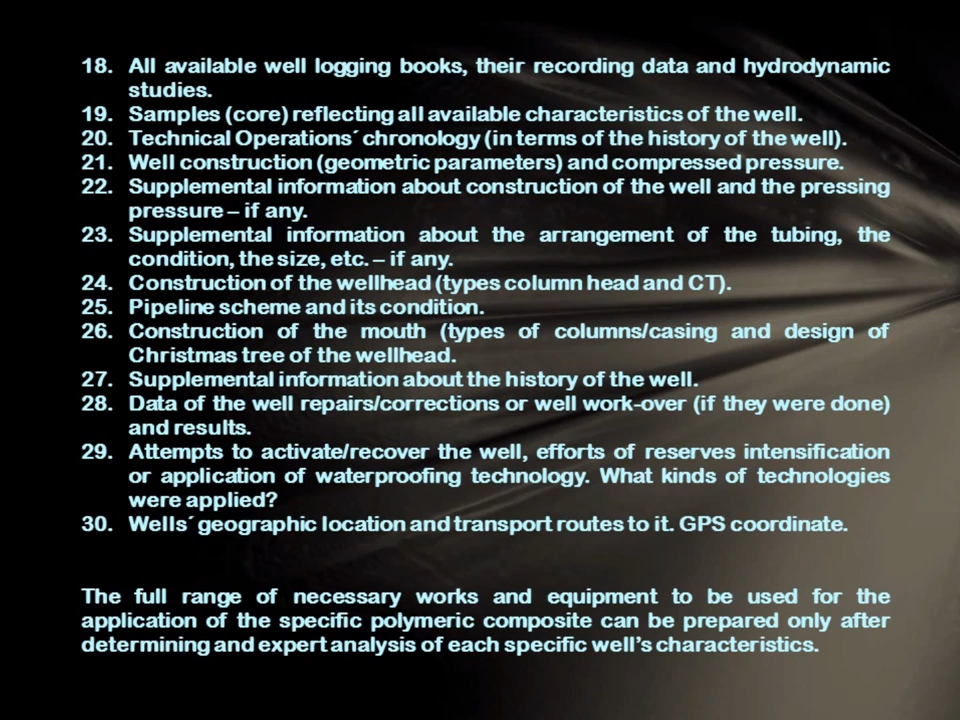 18. All available well logging books, their recording data and hydrodynamic
studies.
19. Samples (core) reflecting all available characteristics of the well.
20. Technical Operations´ chronology (in terms of the history of the well).
21. Well construction (geometric parameters) and compressed pressure.
22. Supplemental information about construction of the well and the pressing
pressure – if any.
23. Supplemental information about the arrangement of the tubing, the
condition, the size, etc. – if any.
24. Construction of the wellhead (types column head and CT).
25. Pipeline scheme and its condition.
26. Construction of the mouth (types of columns/casing and design of
Christmas tree of the wellhead.
27. Supplemental information about the history of the well.
28. Data of the well repairs/corrections or well work-over (if they were done)
and results.
29. Attempts to activate/recover the well, efforts of reserves intensification
or application of waterproofing technology. What kinds of technologies
were applied?
30. Wells´ geographic location and transport routes to it. GPS coordinate.
The full range of necessary works and equipment to be used for the
application of the specific polymeric composite can be prepared only after
determining and expert analysis of each specific well’s characteristics.